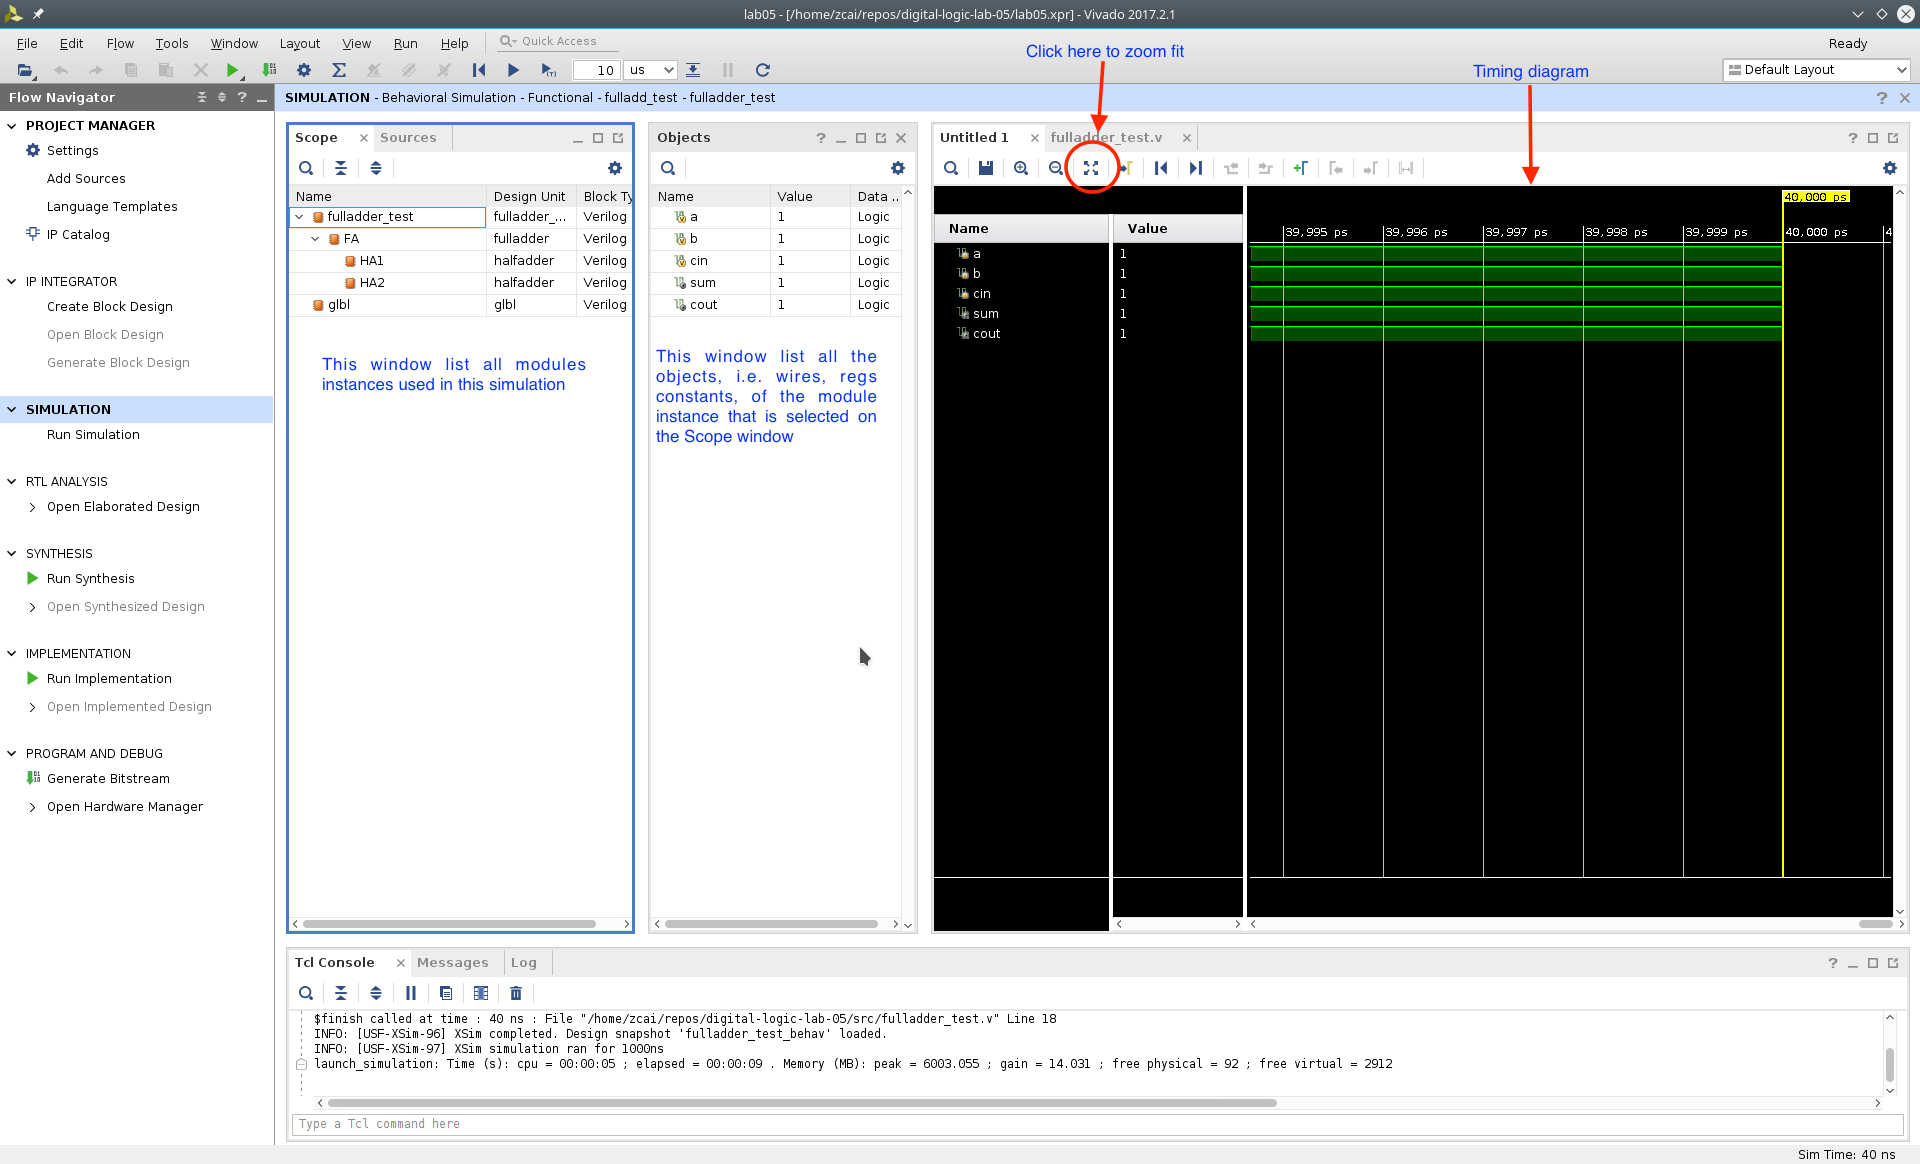 lab05 - [/home/zcai/repos/digital-logic-lab-05/lab05.xpr] - Vivado 2017.2.1
File Edit Flow Tools Window Layout View Run Help Quick Access
Click here to zoom fit
Ready
10 us
Timing diagram
Default Layout
Flow Navigator
SIMULATION - Behavioral Simulation - Functional - fulladd_test - fulladder_test
PROJECT MANAGER
Settings
Add Sources
Language Templates
IP Catalog
IP INTEGRATOR
Create Block Design
Open Block Design
Generate Block Design
SIMULATION
Run Simulation
RTL ANALYSIS
Open Elaborated Design
SYNTHESIS
Run Synthesis
Open Synthesized Design
IMPLEMENTATION
Run Implementation
Open Implemented Design
PROGRAM AND DEBUG
Generate Bitstream
Open Hardware Manager
Scope Sources
Name Design Unit Block Ty
fulladder_test fulladder_... Verilog
FA fulladder Verilog
HA1 halfadder Verilog
HA2 halfadder Verilog
glbl glbl Verilog
This window list all modules
instances used in this simulation
Objects
Name Value Data ..
a 1 Logic
b 1 Logic
cin 1 Logic
sum 1 Logic
cout 1 Logic
This window list all the
objects, i.e. wires, regs
constants, of the module
instance that is selected on
the Scope window
Untitled 1 fulladder_test.v
40,000 ps
Name Value
39,995 ps 39,996 ps 39,997 ps 39,998 ps 39,999 ps 40,000 ps 4
a 1
b 1
cin 1
sum 1
cout 1
Tcl Console Messages Log
$finish called at time : 40 ns : File "/home/zcai/repos/digital-logic-lab-05/src/fulladder_test.v" Line 18
INFO: [USF-XSim-96] XSim completed. Design snapshot 'fulladder_test_behav' loaded.
INFO: [USF-XSim-97] XSim simulation ran for 1000ns
launch_simulation: Time (s): cpu = 00:00:05 ; elapsed = 00:00:09 . Memory (MB): peak = 6003.055 ; gain = 14.031 ; free physical = 92 ; free virtual = 2912
Type a Tcl command here
Sim Time: 40 ns